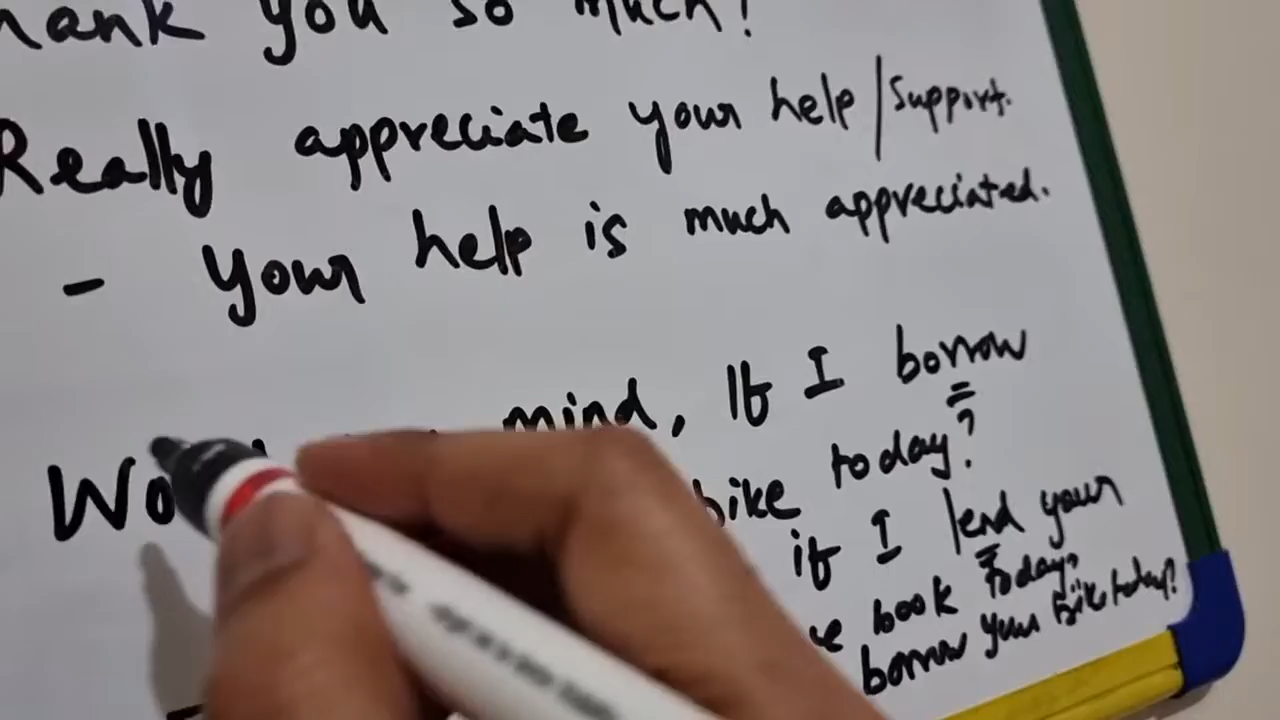 hank you so much!
Really appreciate your help/support.
- Your help is much appreciated.
Wo mind, If I borrow
bike today?
if I lend your
book today?
borrow your bike today?